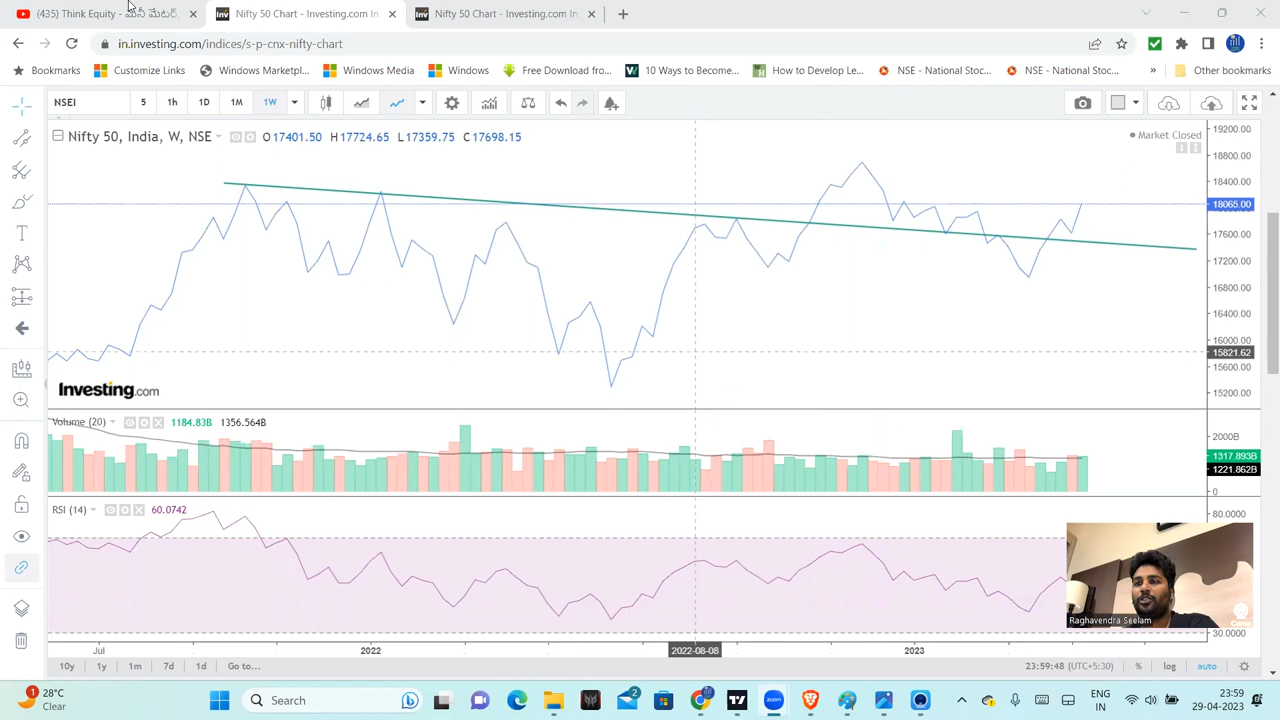 (435) Think Equity - మినీ మేటర్
Nifty 50 Chart - Investing.com In
Nifty 50 Chart - Investing.com In
in.investing.com/indices/s-p-cnx-nifty-chart
Bookmarks Customize Links Windows Marketpl... Windows Media Windows Free Download Fro... 10 Ways to Become... How to Develop Le... NSE - National Stoc... NSE - National Stoc... » Other bookmarks
NSEI 5 1h 1D 1M 1W
Nifty 50, India, W, NSE O17401.50 H17724.65 L17359.75 C17698.15
Market Closed
19200.00
18800.00
18400.00
18065.00
17600.00
17200.00
16800.00
16400.00
16000.00
15821.62
15600.00
15200.00
Investing.com
Volume (20) 1184.83B 1356.564B
2000B
1317.893B
1221.862B
0
RSI (14) 60.0742
80.0000
30.0000
Raghavendra Seelam
Jul 2022 2022-08-08 2023
10y 1y 1m 7d 1d Go to... 23:59:48 (UTC+5:30) % log auto
1
28°C
Clear
Search
2
ENG
IN
23:59
29-04-2023